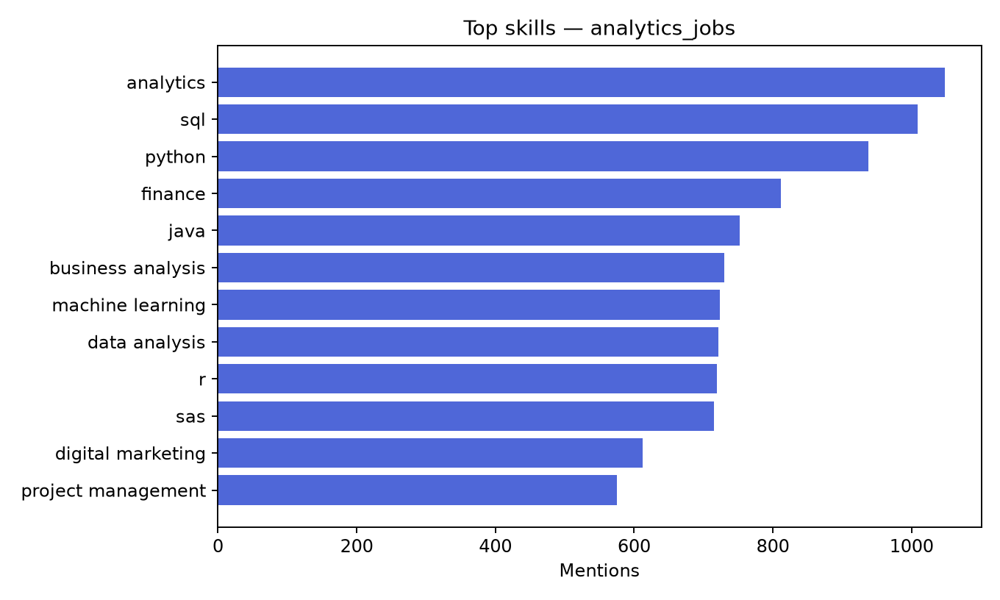 Top skills — analytics_jobs
analytics
sql
python
finance
java
business analysis
machine learning
data analysis
r
sas
digital marketing
project management
0 200 400 600 800 1000
Mentions